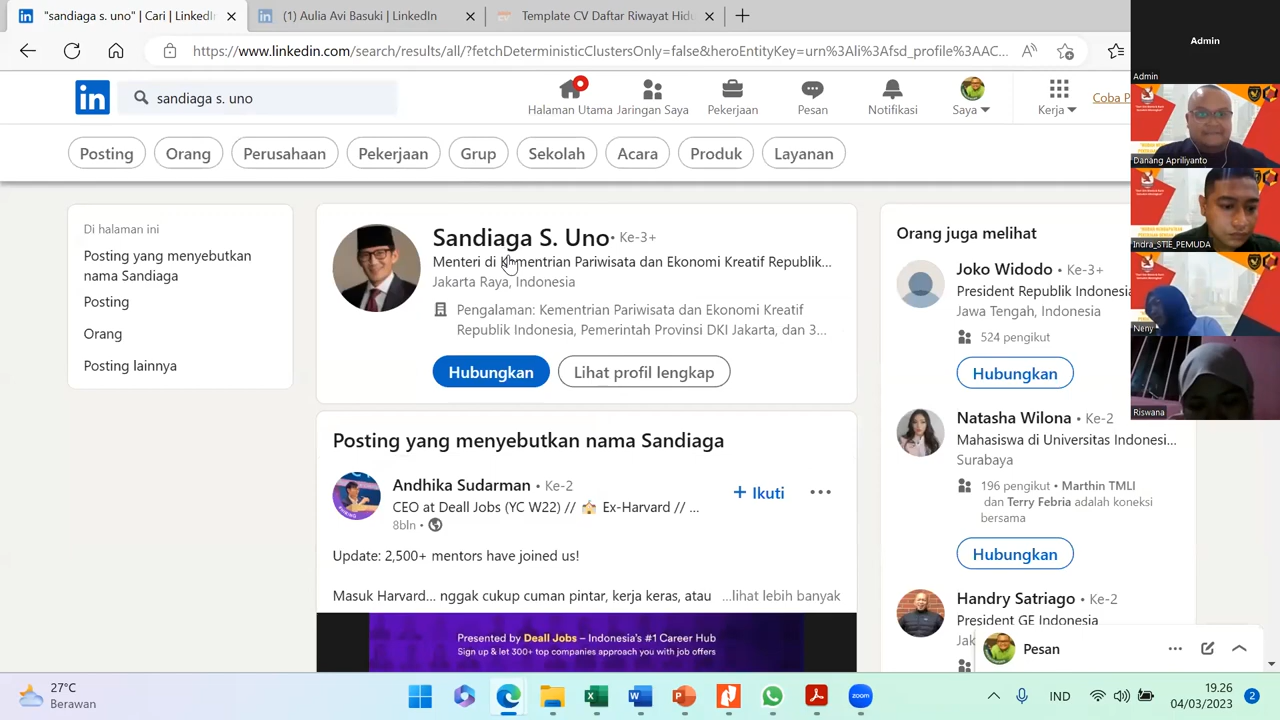 "sandiaga s. uno" | Cari | LinkedIn
(1) Aulia Avi Basuki | LinkedIn
Template CV Daftar Riwayat Hidu
https://www.linkedin.com/search/results/all/?fetchDeterministicClustersOnly=false&heroEntityKey=urn%3Ali%3Afsd_profile%3AAC...
Admin
Admin
in
sandiaga s. uno
Halaman Utama
Jaringan Saya
Pekerjaan
Pesan
Notifikasi
Saya
Kerja
Coba P
Posting
Orang
Perusahaan
Pekerjaan
Grup
Sekolah
Acara
Produk
Layanan
Danang Apriliyanto
Indra_STIE_PEMUDA
Neny
Riswana
Di halaman ini
Posting yang menyebutkan
nama Sandiaga
Posting
Orang
Posting lainnya
Sandiaga S. Uno • Ke-3+
Menteri di Kementrian Pariwisata dan Ekonomi Kreatif Republik...
Jakarta Raya, Indonesia
Pengalaman: Kementrian Pariwisata dan Ekonomi Kreatif
Republik Indonesia, Pemerintah Provinsi DKI Jakarta, dan 3...
Hubungkan
Lihat profil lengkap
Posting yang menyebutkan nama Sandiaga
Andhika Sudarman • Ke-2
CEO at Deall Jobs (YC W22) // Ex-Harvard // ...
8bln •
+ Ikuti
Update: 2,500+ mentors have joined us!
Masuk Harvard... nggak cukup cuman pintar, kerja keras, atau ...lihat lebih banyak
Presented by Deall Jobs – Indonesia's #1 Career Hub
Sign up & let 300+ top companies approach you with job offers
Orang juga melihat
Joko Widodo • Ke-3+
President Republik Indonesia
Jawa Tengah, Indonesia
524 pengikut
Hubungkan
Natasha Wilona • Ke-2
Mahasiswa di Universitas Indonesi...
Surabaya
196 pengikut • Marthin TMLI
dan Terry Febria adalah koneksi
bersama
Hubungkan
Handry Satriago • Ke-2
President GE Indonesia
Jak
Pesan
27°C
Berawan
zoom
IND
19.26
04/03/2023
2